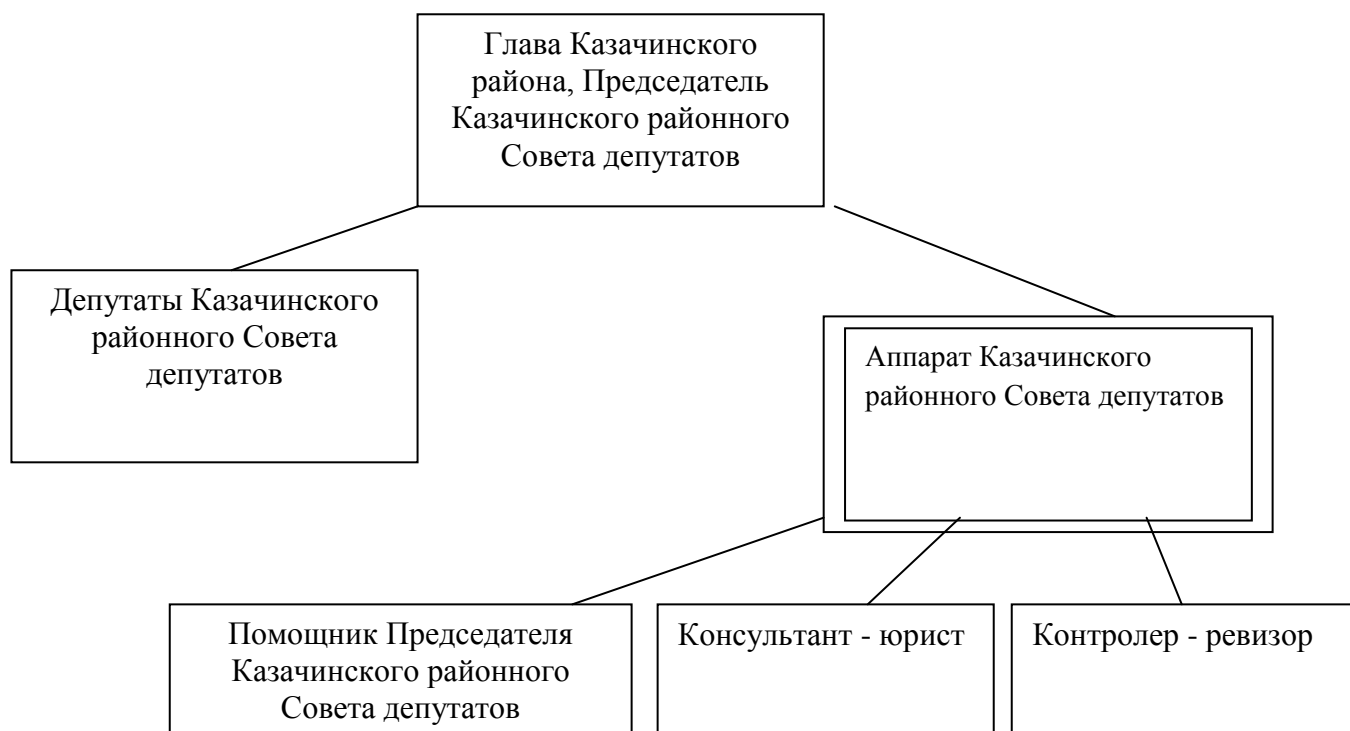 Глава Казачинского
района, Председатель
Казачинского районного
Совета депутатов
Депутаты Казачинского
районного Совета
депутатов
Аппарат Казачинского
районного Совета депутатов
Помощник Председателя
Казачинского районного
Совета депутатов
Консультант - юрист
Контролер - ревизор